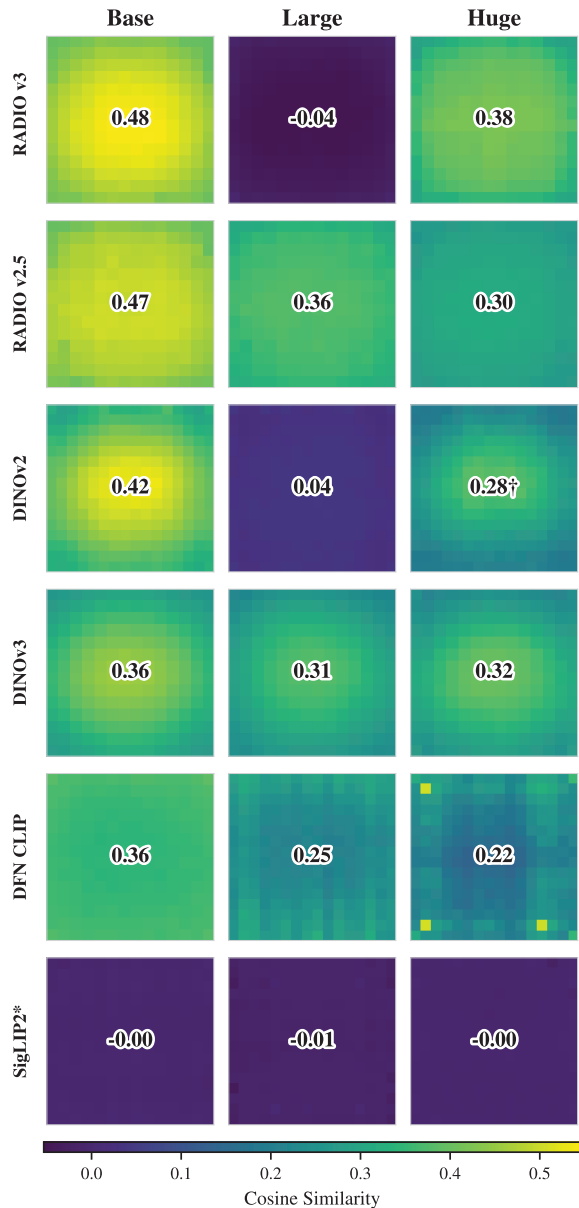 Base Large Huge
RADIO v3 0.48 -0.04 0.38
RADIO v2.5 0.47 0.36 0.30
DINOv2 0.42 0.04 0.28†
DINOv3 0.36 0.31 0.32
DFN CLIP 0.36 0.25 0.22
SigLIP2* -0.00 -0.01 -0.00
0.0 0.1 0.2 0.3 0.4 0.5
Cosine Similarity